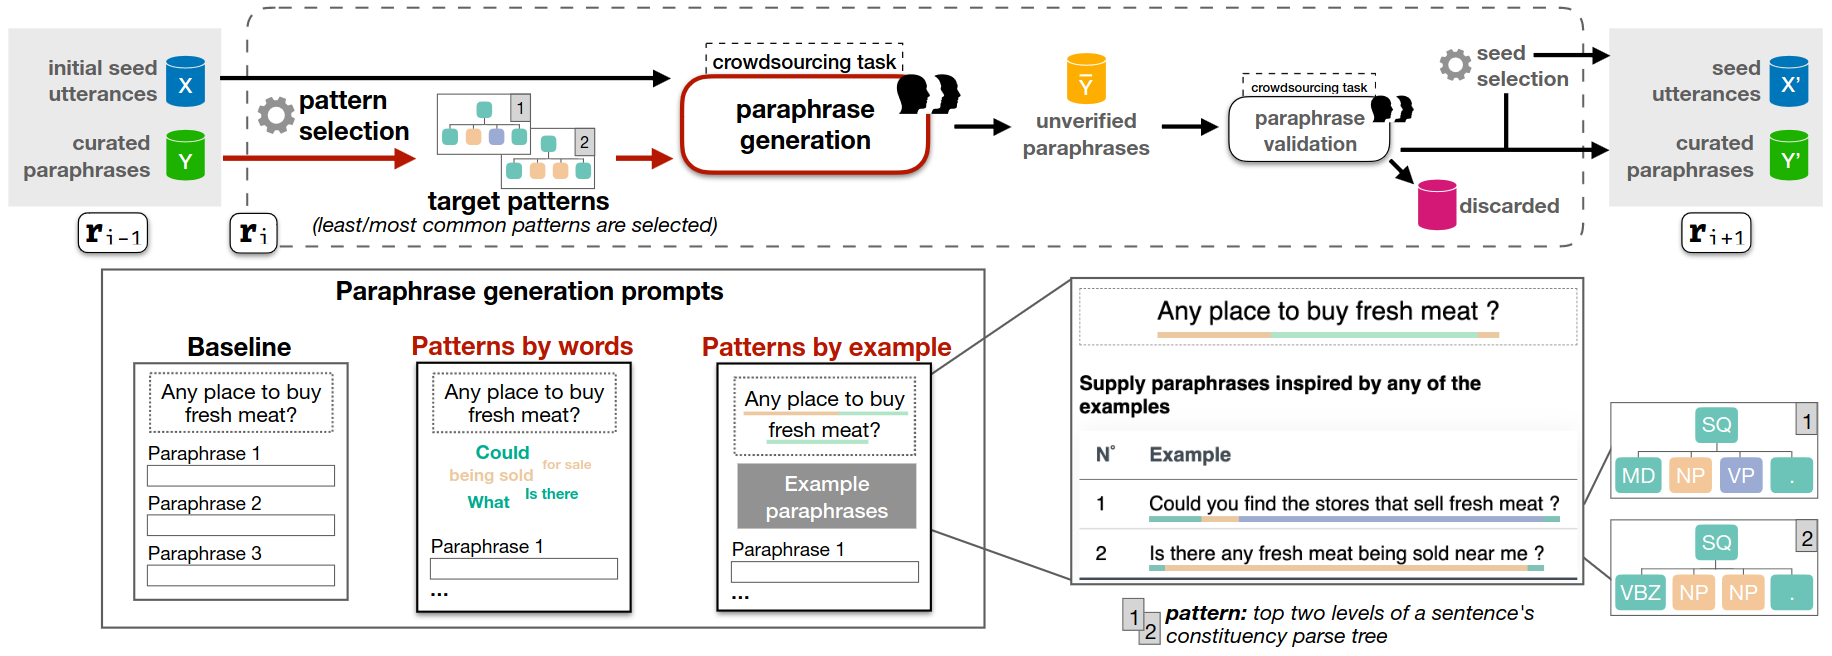 initial seed
utterances
X
curated
paraphrases
Y
r i-1
r i
pattern
selection
1
2
target patterns
(least/most common patterns are selected)
crowdsourcing task
paraphrase
generation
Ȳ
unverified
paraphrases
crowdsourcing task
paraphrase
validation
discarded
seed
selection
seed
utterances
X'
curated
paraphrases
Y'
r i+1
Paraphrase generation prompts
Baseline
Any place to buy
fresh meat?
Paraphrase 1
Paraphrase 2
Paraphrase 3
Patterns by words
Any place to buy
fresh meat?
Could
being sold
for sale
What
Is there
Paraphrase 1
...
Patterns by example
Any place to buy
fresh meat?
Example
paraphrases
Paraphrase 1
...
Any place to buy fresh meat ?
Supply paraphrases inspired by any of the
examples
N° Example
1 Could you find the stores that sell fresh meat ?
2 Is there any fresh meat being sold near me ?
1
SQ
MD NP VP .
2
SQ
VBZ NP NP .
1
2
pattern: top two levels of a sentence's
constituency parse tree